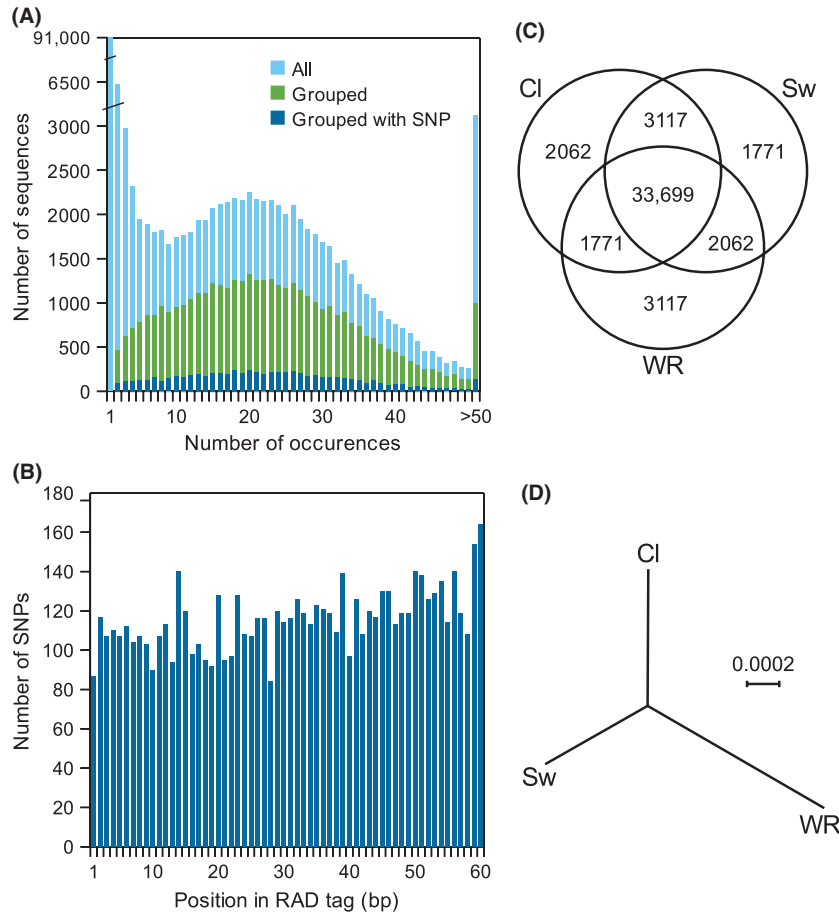 (A)
91,000
6500
3000
2500
2000
1500
1000
500
0
Number of sequences
All
Grouped
Grouped with SNP
1 10 20 30 40 >50
Number of occurences
(B)
180
160
140
120
100
80
60
40
20
0
Number of SNPs
1 10 20 30 40 50 60
Position in RAD tag (bp)
(C)
Cl
Sw
3117
2062
1771
33,699
1771
2062
3117
WR
(D)
Cl
0.0002
Sw
WR